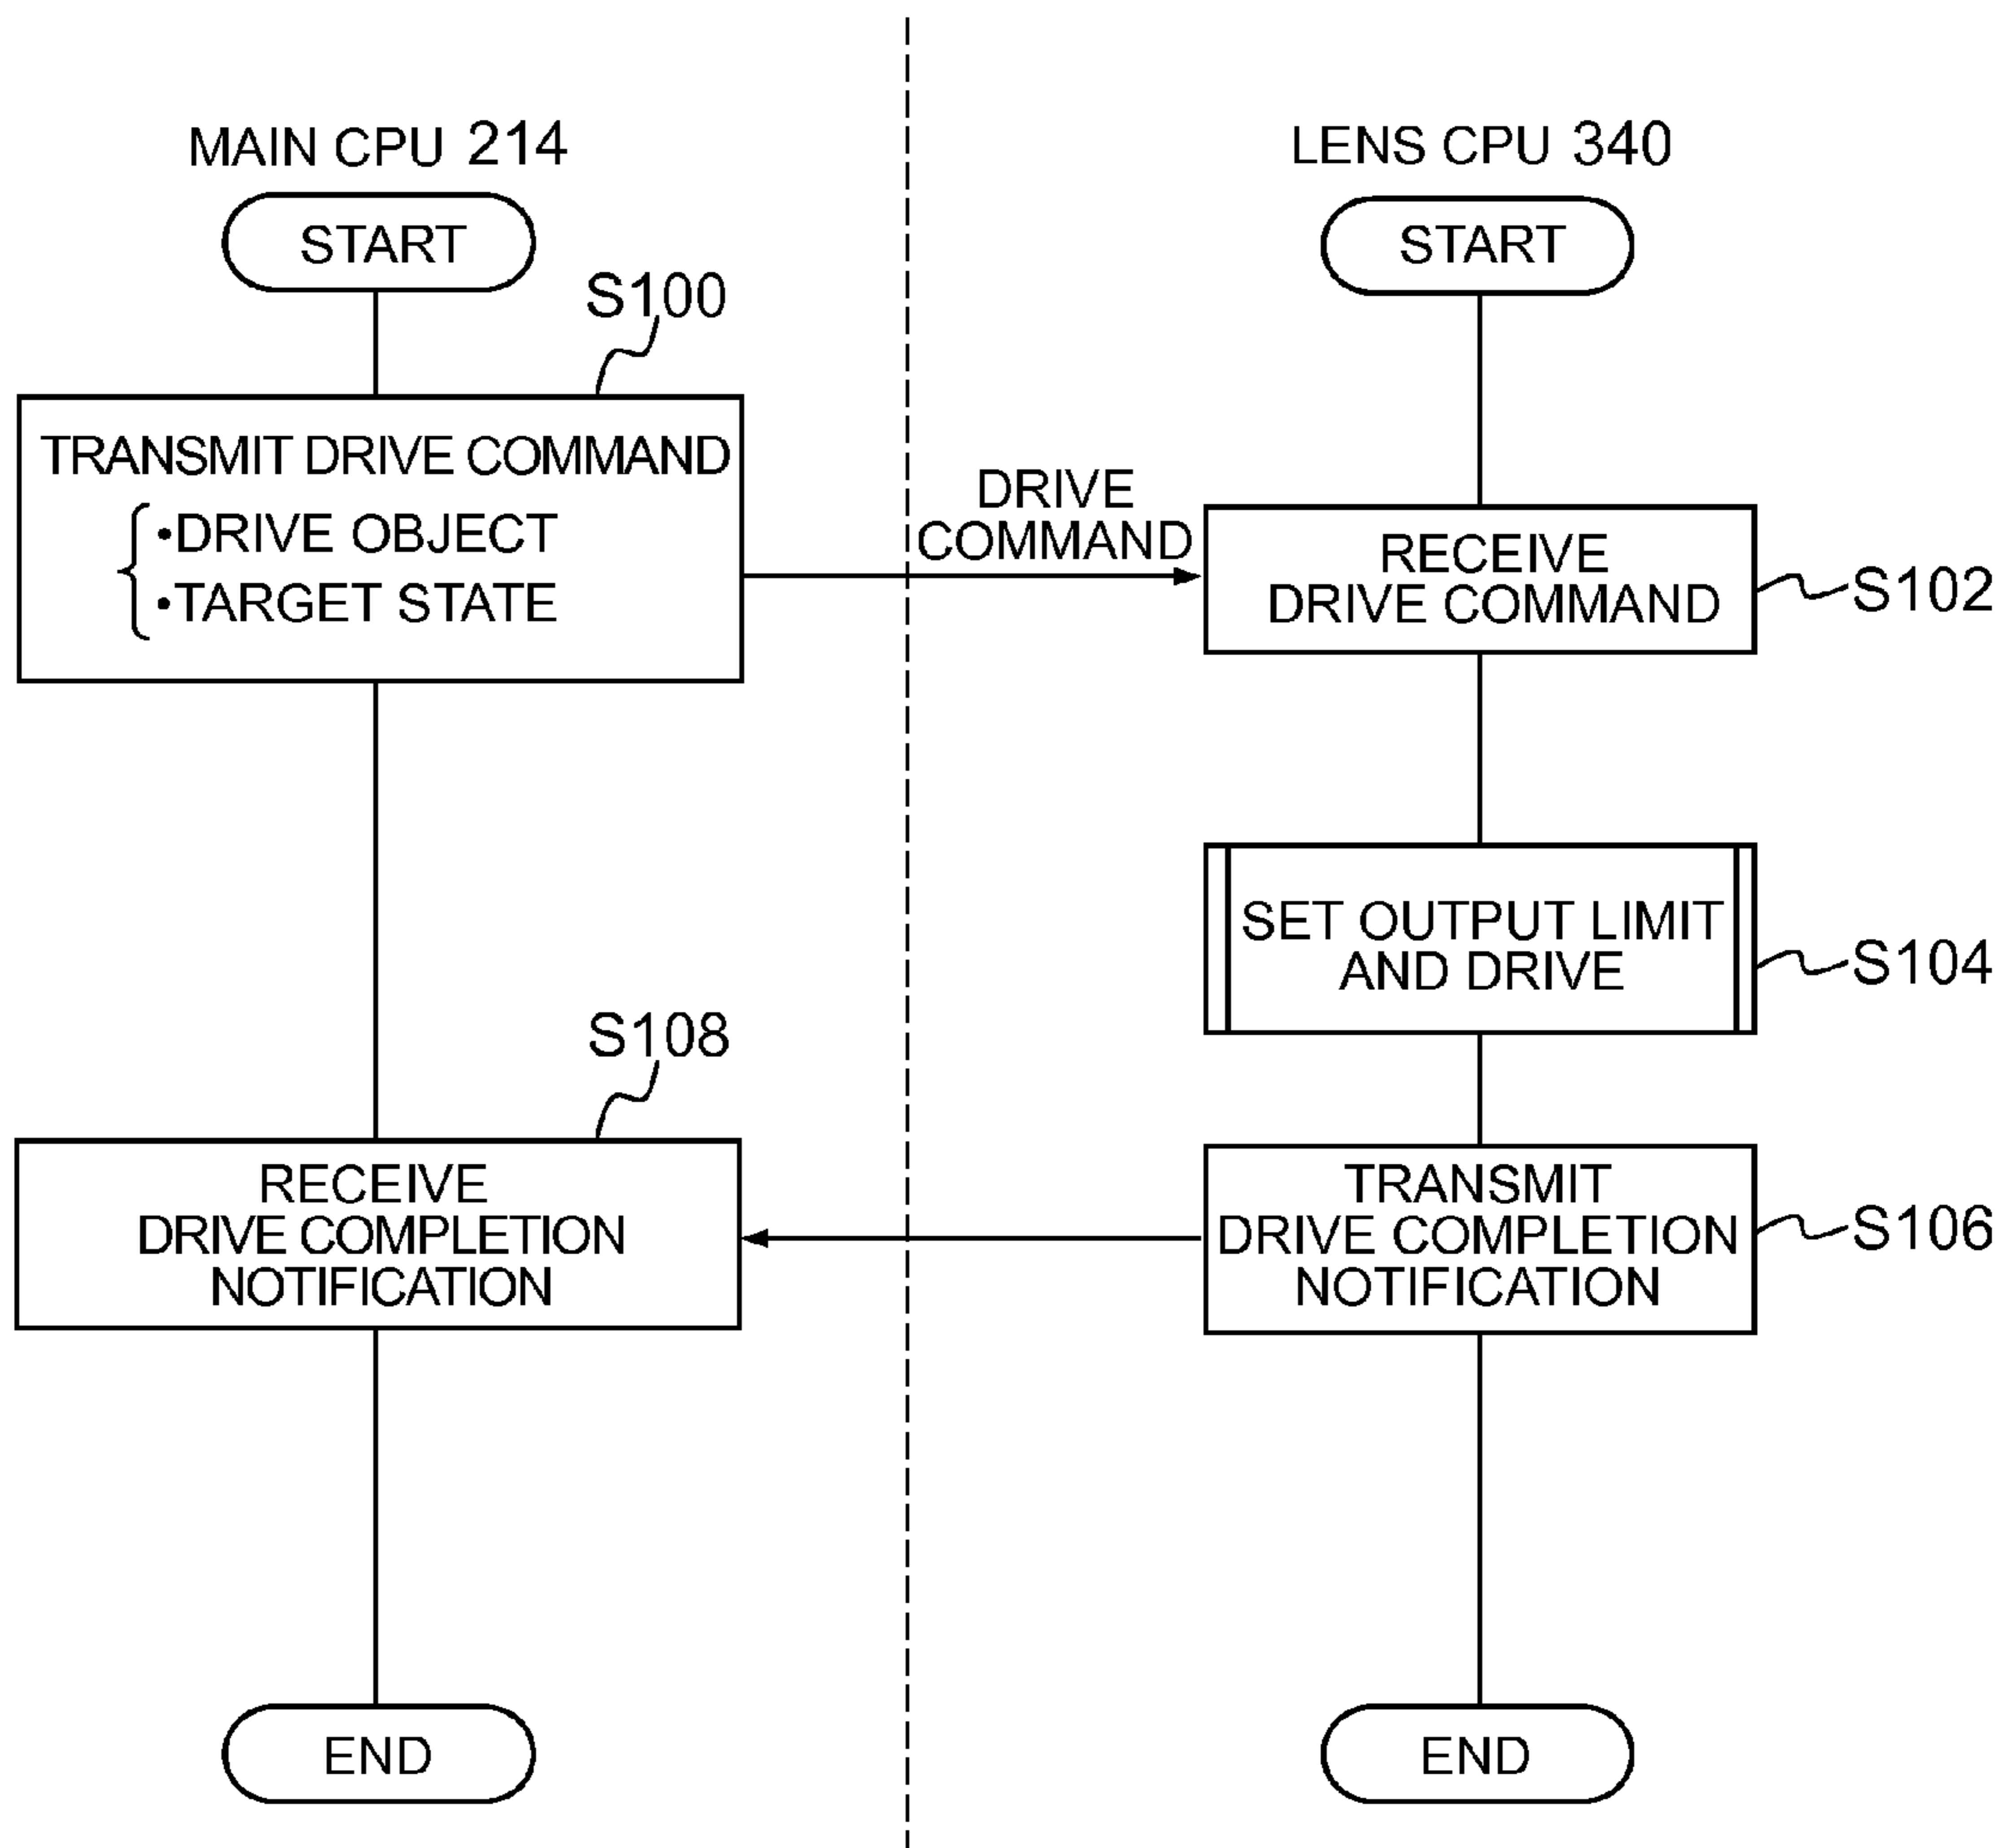 MAIN CPU 214
START
S100
TRANSMIT DRIVE COMMAND
•DRIVE OBJECT
•TARGET STATE
DRIVE
COMMAND
LENS CPU 340
START
RECEIVE
DRIVE COMMAND
S102
SET OUTPUT LIMIT
AND DRIVE
S104
TRANSMIT
DRIVE COMPLETION
NOTIFICATION
S106
S108
RECEIVE
DRIVE COMPLETION
NOTIFICATION
END
END